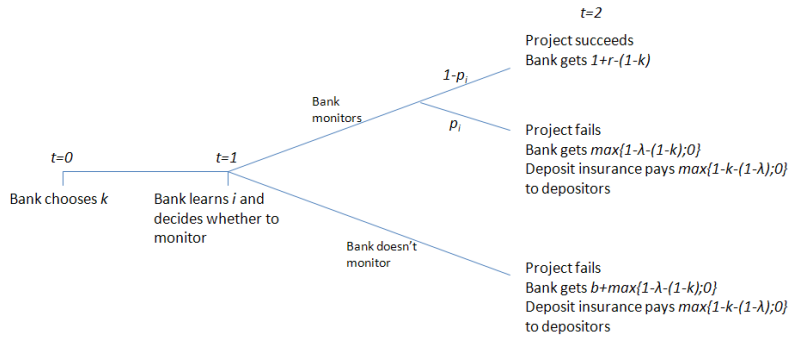 t=2
Project succeeds
Bank gets 1+r-(1-k)
1-pi
Bank
monitors
pi
Project fails
Bank gets max{1-λ-(1-k);0}
Deposit insurance pays max{1-k-(1-λ);0}
to depositors
t=0
t=1
Bank chooses k
Bank learns i and
decides whether to
monitor
Bank doesn't
monitor
Project fails
Bank gets b+max{1-λ-(1-k);0}
Deposit insurance pays max{1-k-(1-λ);0}
to depositors